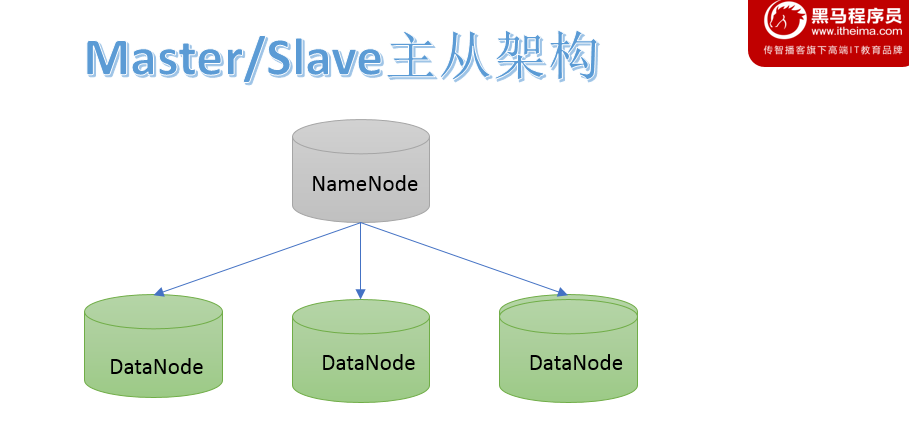 黑马程序员
www.itheima.com
传智播客旗下高端IT教育品牌
Master/Slave主从架构
NameNode
DataNode
DataNode
DataNode